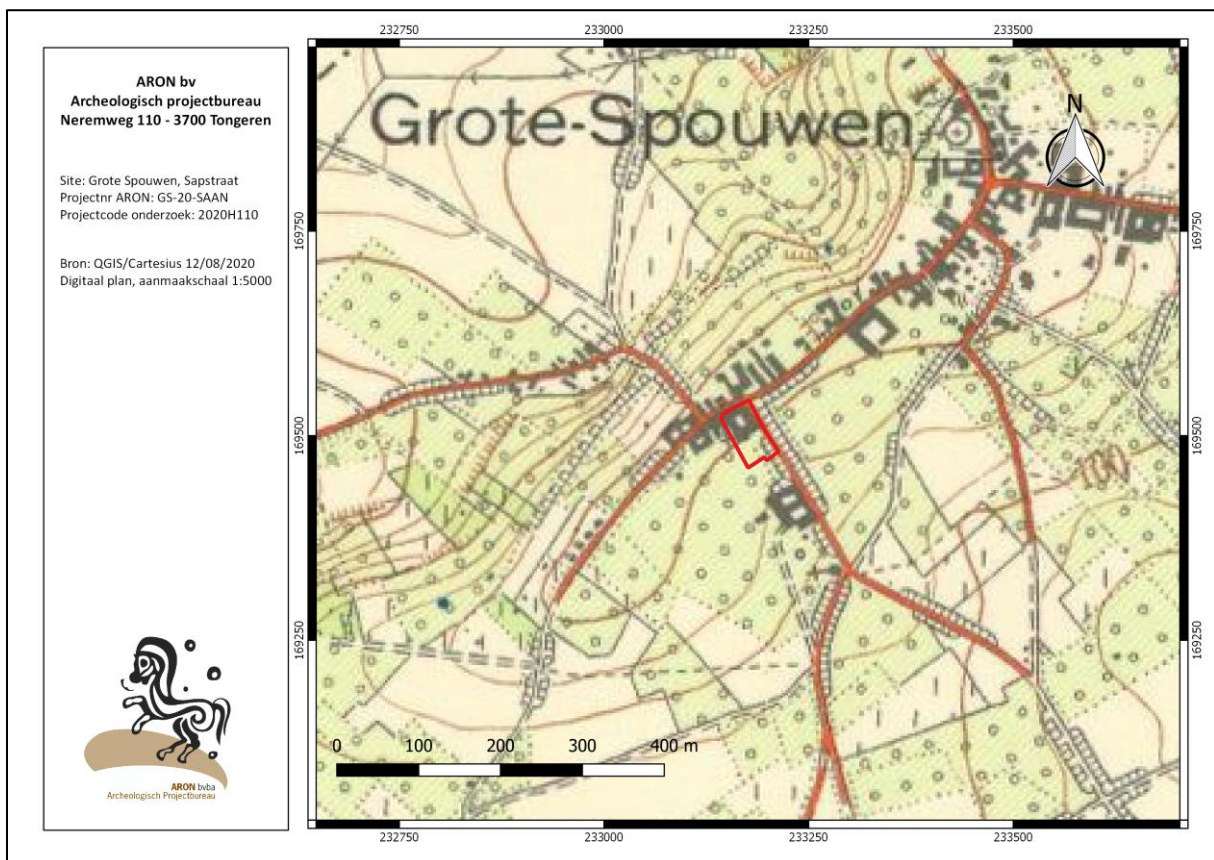 ARON bv
Archeologisch projectbureau
Neremweg 110 - 3700 Tongeren
Site: Grote Spouwen, Sapstraat
Projectnr ARON: GS-20-SAAN
Projectcode onderzoek: 2020H110
Bron: QGIS/Cartesius 12/08/2020
Digitaal plan, aanmaakschaal 1:5000
ARON bvba
Archeologisch Projectbureau
232750 233000 233250 233500
169750
169500
169250
Grote-Spouwen
N
169750
169500
169250
0 100 200 300 400 m
232750 233000 233250 233500